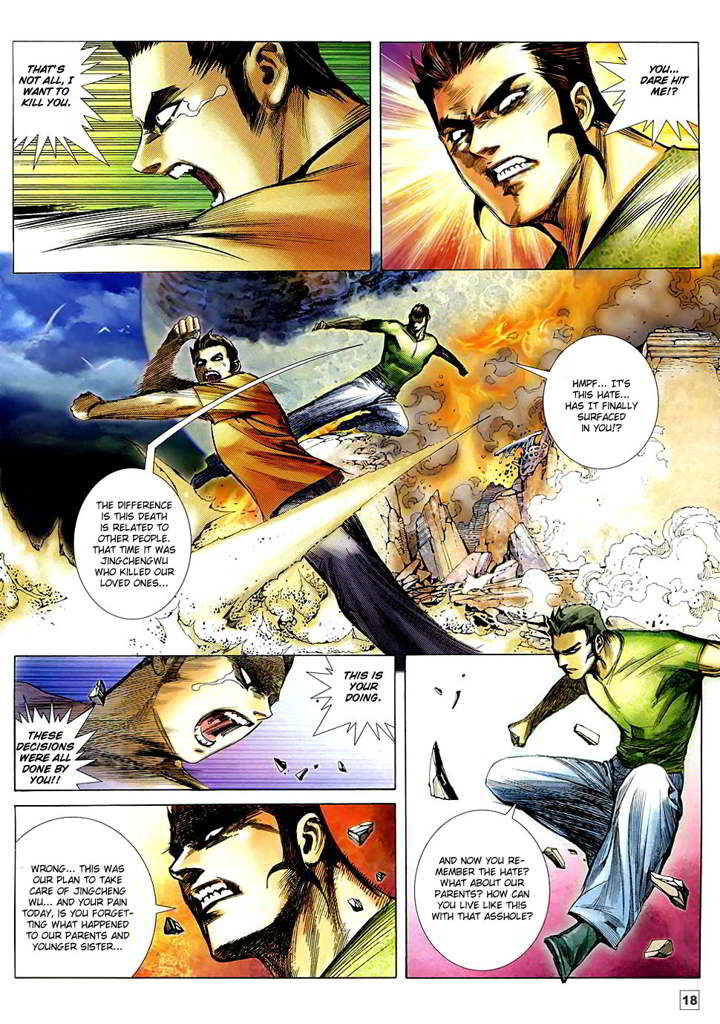 THAT'S
NOT ALL, I
WANT TO
KILL YOU.
YOU...
DARE HIT
ME!?
HMPF... IT'S
THIS HATE...
HAS IT FINALLY
SURFACED
IN YOU!?
THE DIFFERENCE
IS THIS DEATH
IS RELATED TO
OTHER PEOPLE.
THAT TIME IT WAS
JINGCHENGWU
WHO KILLED OUR
LOVED ONES...
THIS IS
YOUR
DOING.
THESE
DECISIONS
WERE ALL
DONE BY
YOU!!
AND NOW YOU RE-
MEMBER THE HATE?
WHAT ABOUT OUR
PARENTS? HOW CAN
YOU LIVE LIKE THIS
WITH THAT ASSHOLE?
WRONG... THIS WAS
OUR PLAN TO TAKE
CARE OF JINGCHENG
WU... AND YOUR PAIN
TODAY, IS YOU FORGET-
TING WHAT HAPPENED
TO OUR PARENTS AND
YOUNGER SISTER...
18